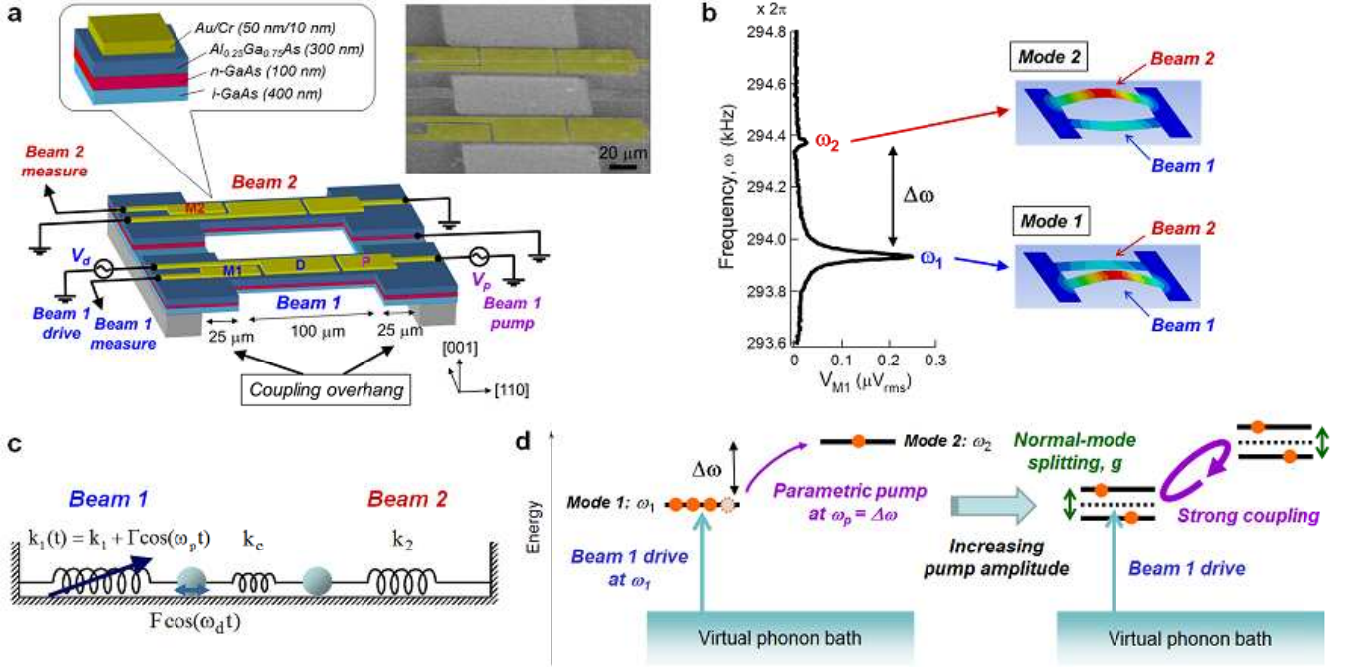 a
Au/Cr (50 nm/10 nm)
Al0.25Ga0.75As (300 nm)
n-GaAs (100 nm)
i-GaAs (400 nm)
20 μm
Beam 2
measure
Beam 2
M2
Vd
M1
D
P
Vp
Beam 1
drive
Beam 1
measure
Beam 1
Beam 1
pump
25 μm
100 μm
25 μm
Coupling overhang
[001]
[110]
b
x 2π
294.8
294.6
294.4
294.2
294.0
293.8
293.6
Frequency, ω (kHz)
0
0.1
0.2
0.3
VM1 (μVrms)
ω2
Δω
ω1
Mode 2
Beam 2
Beam 1
Mode 1
Beam 2
Beam 1
c
Beam 1
Beam 2
k1(t) = k1 + Γcos(ωpt)
kc
k2
Fcos(ωdt)
d
Energy
Mode 1: ω1
Δω
Mode 2: ω2
Parametric pump
at ωp = Δω
Beam 1 drive
at ω1
Virtual phonon bath
Increasing
pump amplitude
Normal-mode
splitting, g
Strong coupling
Beam 1 drive
Virtual phonon bath